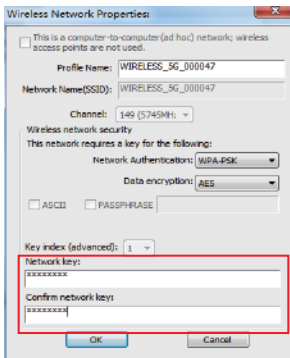 Wireless Network Properties:
This is a computer-to-computer(ad hoc) network; wireless
access points are not used.
Profile Name: WIRELESS_5G_000047
Network Name(SSID): WIRELESS_5G_000047
Channel: 149 (5745MH:
Wireless network security
This network requires a key for the following:
Network Authentication: WPA-PSK
Data encryption: AES
ASCII PASSPHRASE
Key index (advanced): 1
Network key:
xxxxxxxx
Confirm network key:
xxxxxxxx
OK Cancel